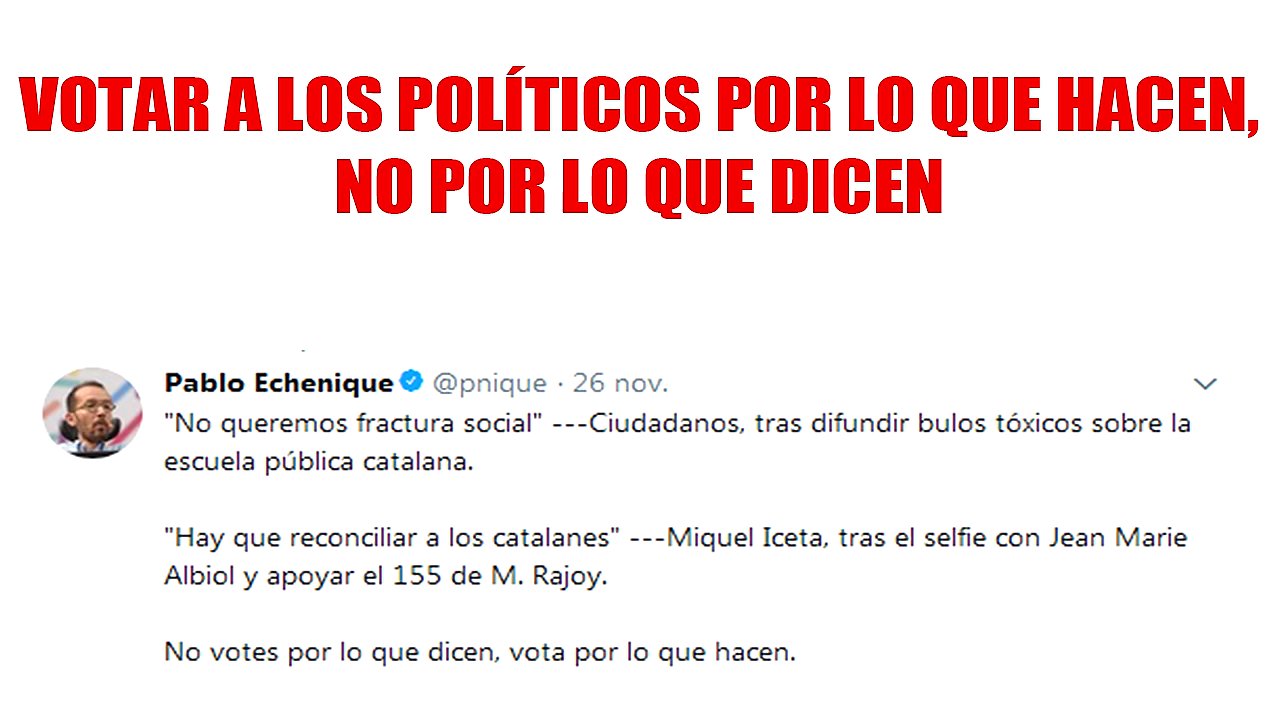 VOTAR A LOS POLÍTICOS POR LO QUE HACEN,
NO POR LO QUE DICEN
Pablo Echenique @pnique · 26 nov.
"No queremos fractura social" ---Ciudadanos, tras difundir bulos tóxicos sobre la
escuela pública catalana.
"Hay que reconciliar a los catalanes" ---Miquel Iceta, tras el selfie con Jean Marie
Albiol y apoyar el 155 de M. Rajoy.
No votes por lo que dicen, vota por lo que hacen.